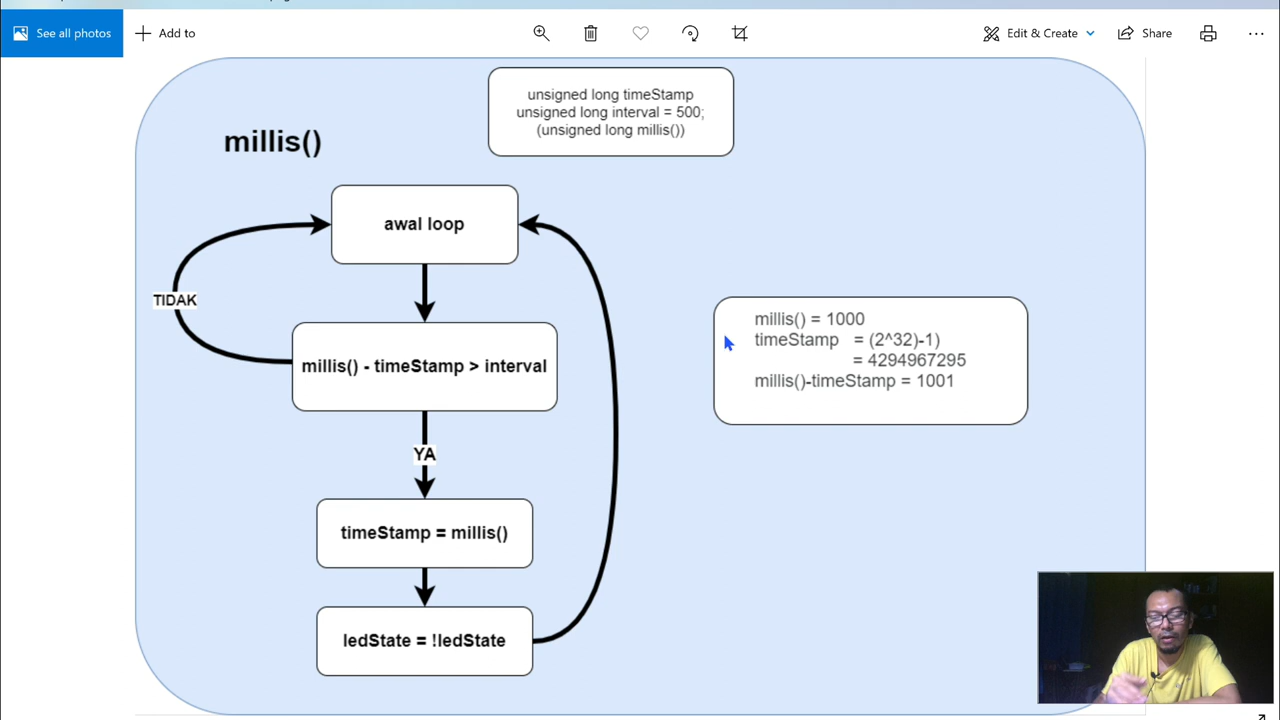 See all photos
Add to
Edit & Create
Share
unsigned long timeStamp
unsigned long interval = 500;
(unsigned long millis())
millis()
awal loop
TIDAK
millis() - timeStamp > interval
millis() = 1000
timeStamp = (2^32)-1)
= 4294967295
millis()-timeStamp = 1001
YA
timeStamp = millis()
ledState = !ledState